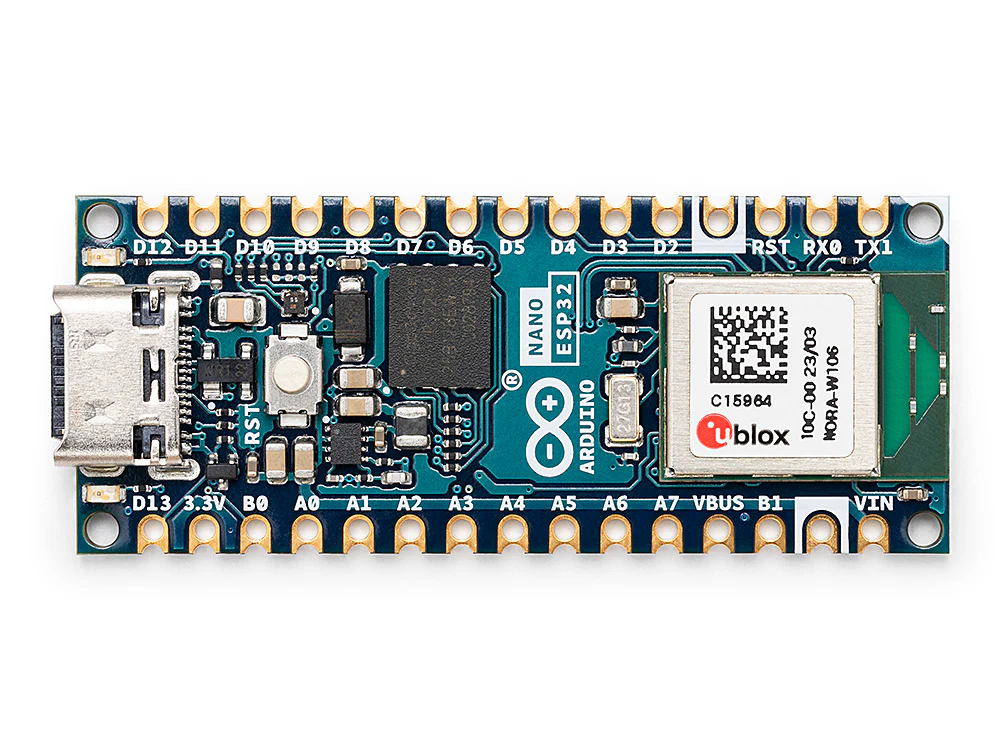 D12 D11 D10 D9 D8 D7 D6 D5 D4 D3 D2 RST RX0 TX1
NANO
ESP32
®
ARDUINO
RST
27G13
C15964
ublox
10C-00 23/03
NORA-W106
D13 3.3V B0 A0 A1 A2 A3 A4 A5 A6 A7 VBUS B1 VIN